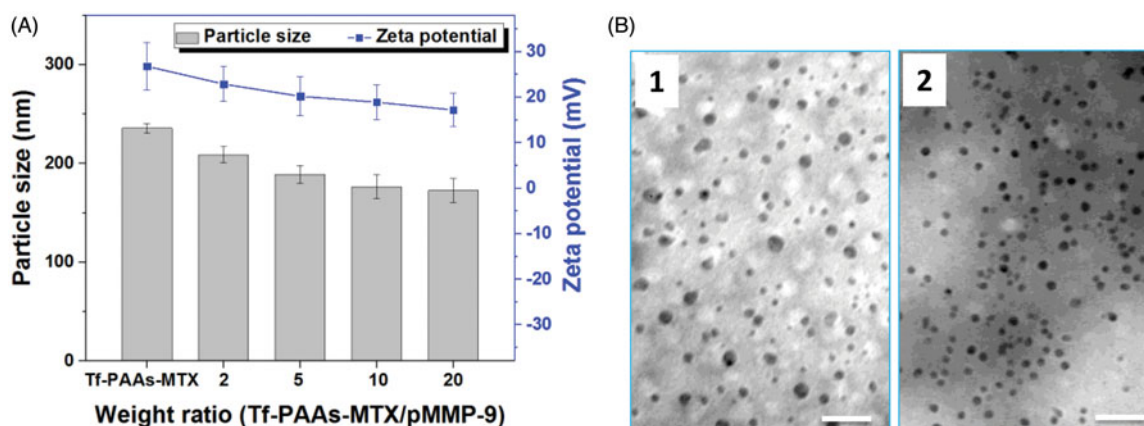 (A)
Particle size
Zeta potential
300
200
100
0
Particle size (nm)
30
20
10
0
-10
-20
-30
Zeta potential (mV)
Tf-PAAs-MTX 2 5 10 20
Weight ratio (Tf-PAAs-MTX/pMMP-9)
(B)
1
2